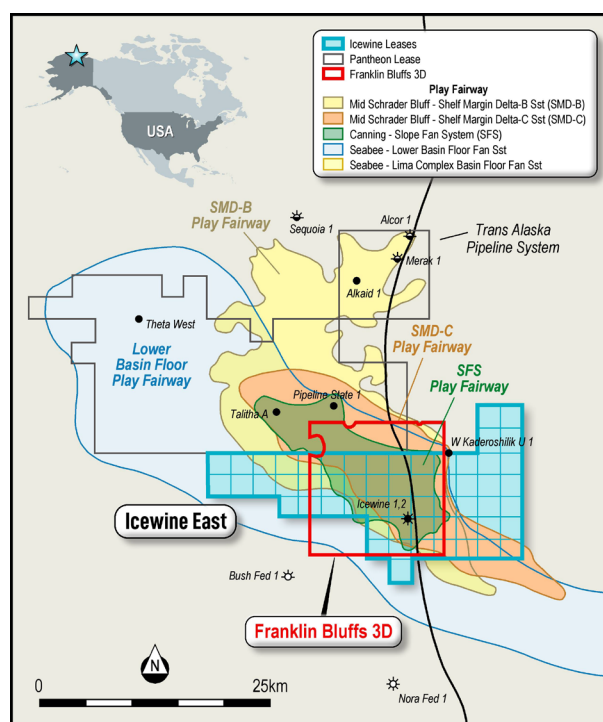 USA
Icewine Leases
Pantheon Lease
Franklin Bluffs 3D
Play Fairway
Mid Schrader Bluff - Shelf Margin Delta-B Sst (SMD-B)
Mid Schrader Bluff - Shelf Margin Delta-C Sst (SMD-C)
Canning - Slope Fan System (SFS)
Seabee - Lower Basin Floor Fan Sst
Seabee - Lima Complex Basin Floor Fan Sst
SMD-B
Play Fairway
Sequoia 1
Alcor 1
Trans Alaska
Pipeline System
Merak 1
Alkaid 1
Theta West
Lower
Basin Floor
Play Fairway
SMD-C
Play Fairway
SFS
Play Fairway
Pipeline State 1
Talitha A
W Kaderoshilik U 1
Icewine 1,2
Icewine East
Bush Fed 1
Franklin Bluffs 3D
N
0
25km
Nora Fed 1